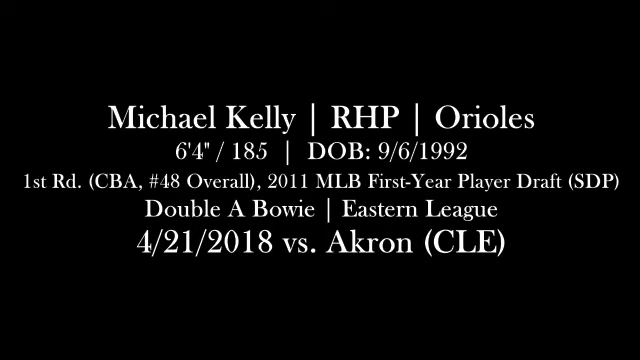 Michael Kelly | RHP | Orioles
6'4" / 185 | DOB: 9/6/1992
1st Rd. (CBA, #48 Overall), 2011 MLB First-Year Player Draft (SDP)
Double A Bowie | Eastern League
4/21/2018 vs. Akron (CLE)